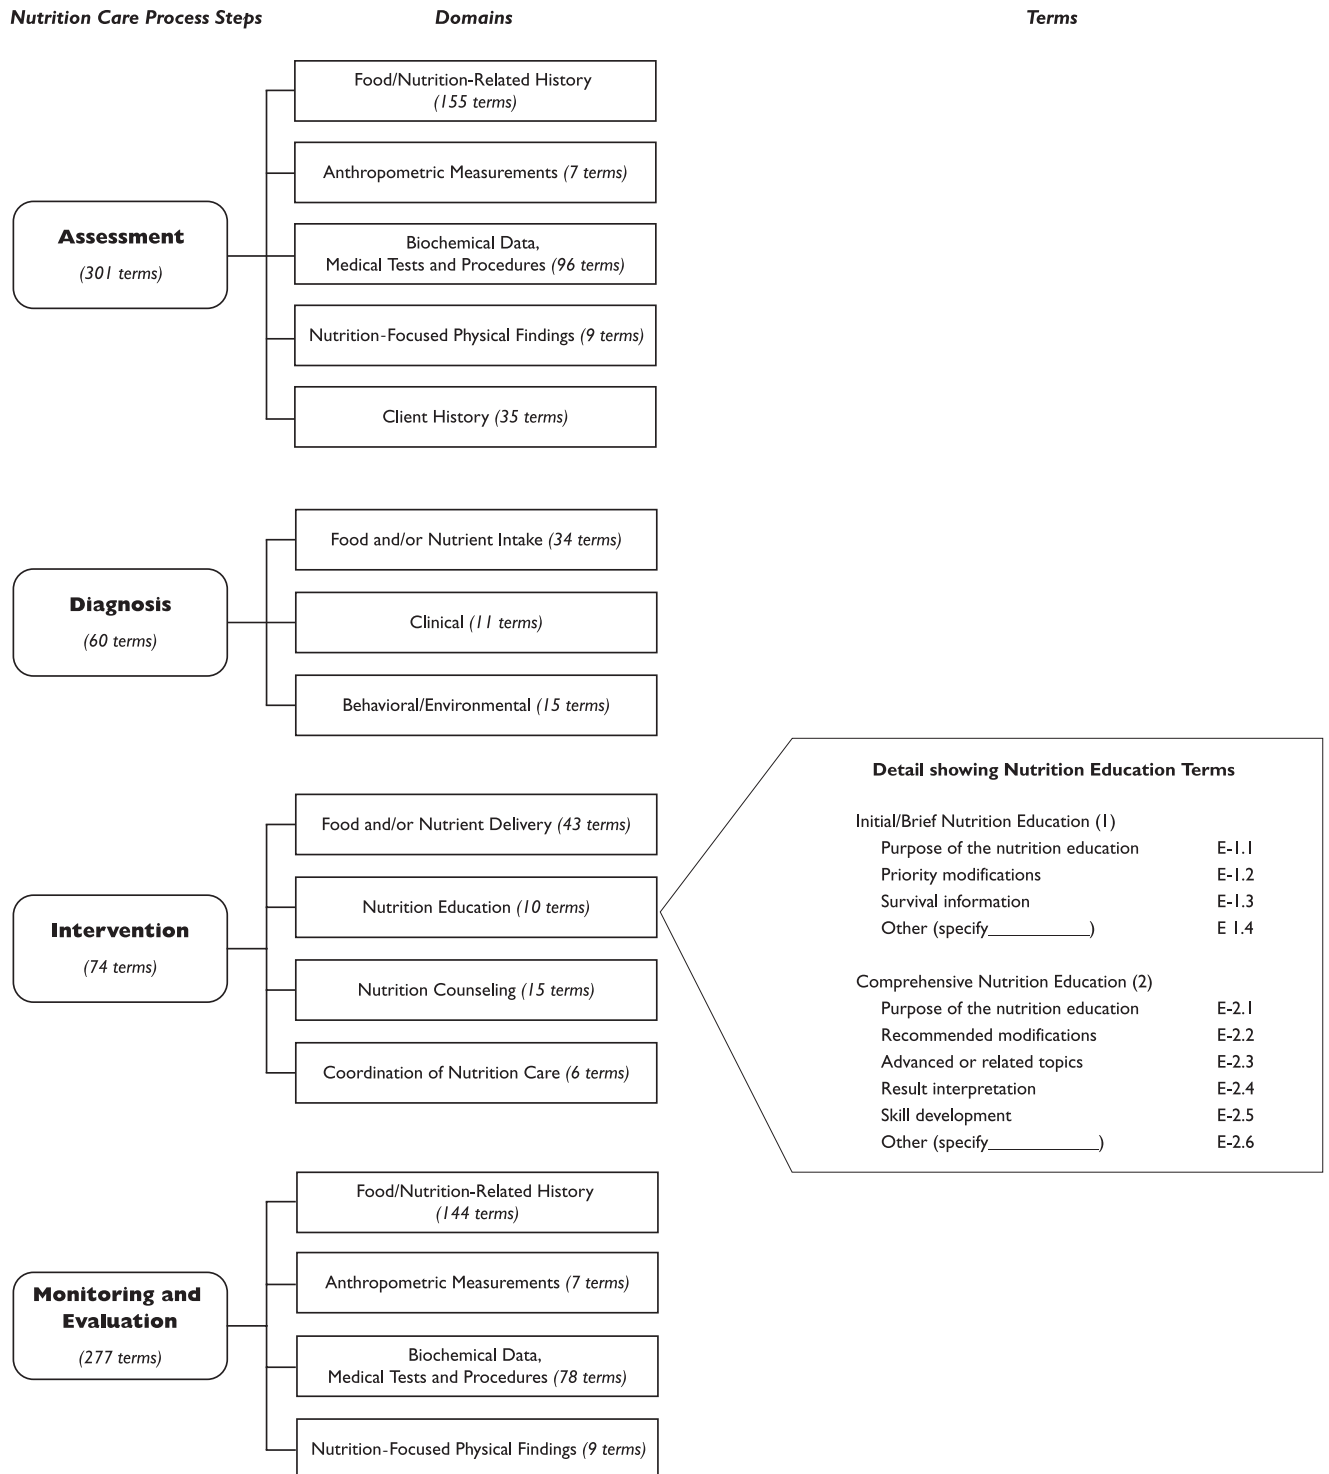 Nutrition Care Process Steps
Domains
Terms
Assessment
(301 terms)
Food/Nutrition-Related History
(155 terms)
Anthropometric Measurements (7 terms)
Biochemical Data,
Medical Tests and Procedures (96 terms)
Nutrition-Focused Physical Findings (9 terms)
Client History (35 terms)
Diagnosis
(60 terms)
Food and/or Nutrient Intake (34 terms)
Clinical (11 terms)
Behavioral/Environmental (15 terms)
Intervention
(74 terms)
Food and/or Nutrient Delivery (43 terms)
Nutrition Education (10 terms)
Nutrition Counseling (15 terms)
Coordination of Nutrition Care (6 terms)
Detail showing Nutrition Education Terms
Initial/Brief Nutrition Education (1)
Purpose of the nutrition education E-1.1
Priority modifications E-1.2
Survival information E-1.3
Other (specify___________) E 1.4
Comprehensive Nutrition Education (2)
Purpose of the nutrition education E-2.1
Recommended modifications E-2.2
Advanced or related topics E-2.3
Result interpretation E-2.4
Skill development E-2.5
Other (specify____________) E-2.6
Monitoring and
Evaluation
(277 terms)
Food/Nutrition-Related History
(144 terms)
Anthropometric Measurements (7 terms)
Biochemical Data,
Medical Tests and Procedures (78 terms)
Nutrition-Focused Physical Findings (9 terms)